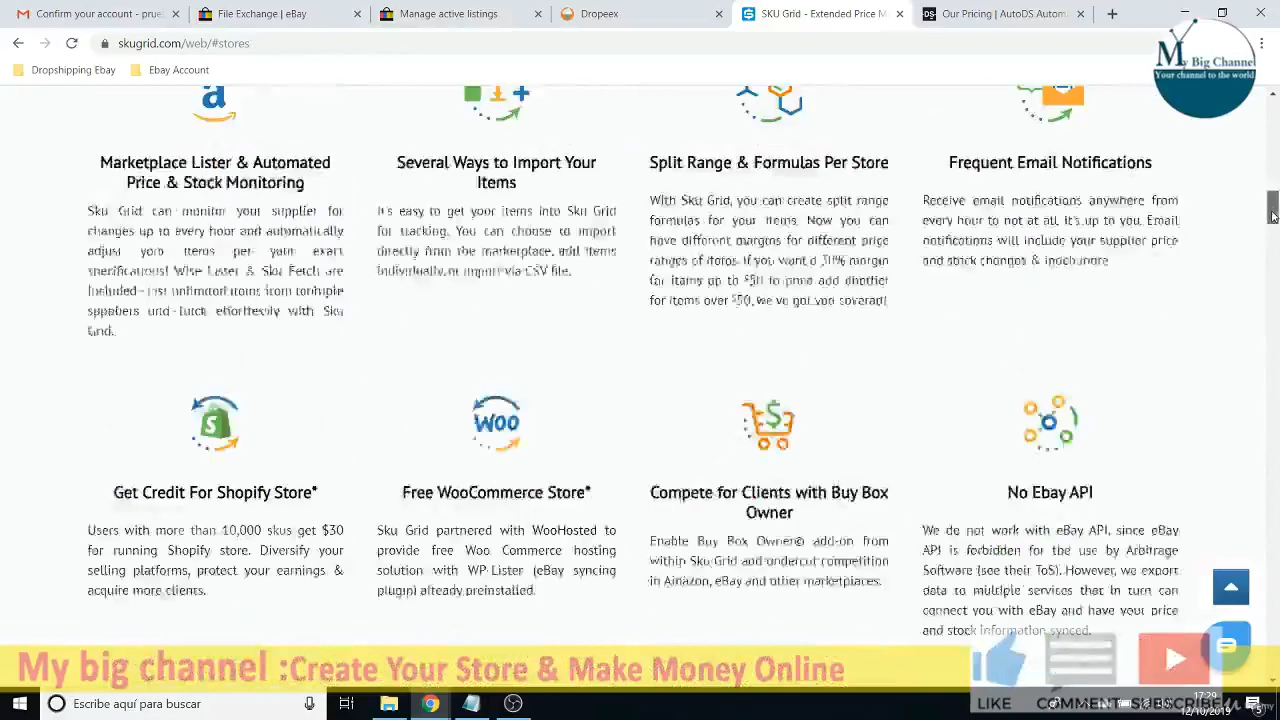 Confirm your account - prue
File Exchange | eBay
Manage active listings
Dropeex
SKU Grid - Extended Price M
Our Pricing | AutoDS Autom
skugrid.com/web/#stores
Dropshipping Ebay
Ebay Account
My Big Channel
Your channel to the world
Marketplace Lister & Automated
Price & Stock Monitoring
Sku Grid can monitor your supplier for
changes up to every hour and automatically
adjust your items per your exact
specifications! Wise Lister & Sku Fetch are
included - list unlimited items from multiple
suppliers and track effortlessly with Sku
Grid.
Several Ways to Import Your
Items
It's easy to get your items into Sku Grid
for tracking. You can choose to import
directly from the marketplace, add items
individually or import via CSV file.
Split Range & Formulas Per Store
With Sku Grid, you can create split range
formulas for your items. Now you can
have different margins for different price
ranges of items. If you want a margin
for items up to and another
for items over we've got you covered!
Frequent Email Notifications
Receive email notifications anywhere from
every hour to not at all it's up to you. Email
notifications will include your supplier price
and stock changes &
Get Credit For Shopify Store*
Users with more than 10,000 skus get $30
for running Shopify store. Diversify your
selling platforms, protect your earnings &
acquire more clients.
WOO
Free WooCommerce Store*
Sku Grid partnered with WooHosted to
provide free Woo Commerce hosting
solution with WP-Lister (eBay syncing
plugin) already preinstalled.
Compete for Clients with Buy Box
Owner
Enable Buy Box Owner© add-on from
within Sku Grid and undercut competition
in Amazon, eBay and other marketplaces.
No Ebay API
We do not work with eBay API, since eBay
API is forbidden for the use by Arbitrage
Software (see their ToS). However, we export
data to multiple services that in turn can
connect you with eBay and have your price
and stock information synced.
My big channel :Create Your Store & Make Money Online
LIKE COMMENT SUBSCRIBE
Escribe aquí para buscar
17:29
12/10/2019